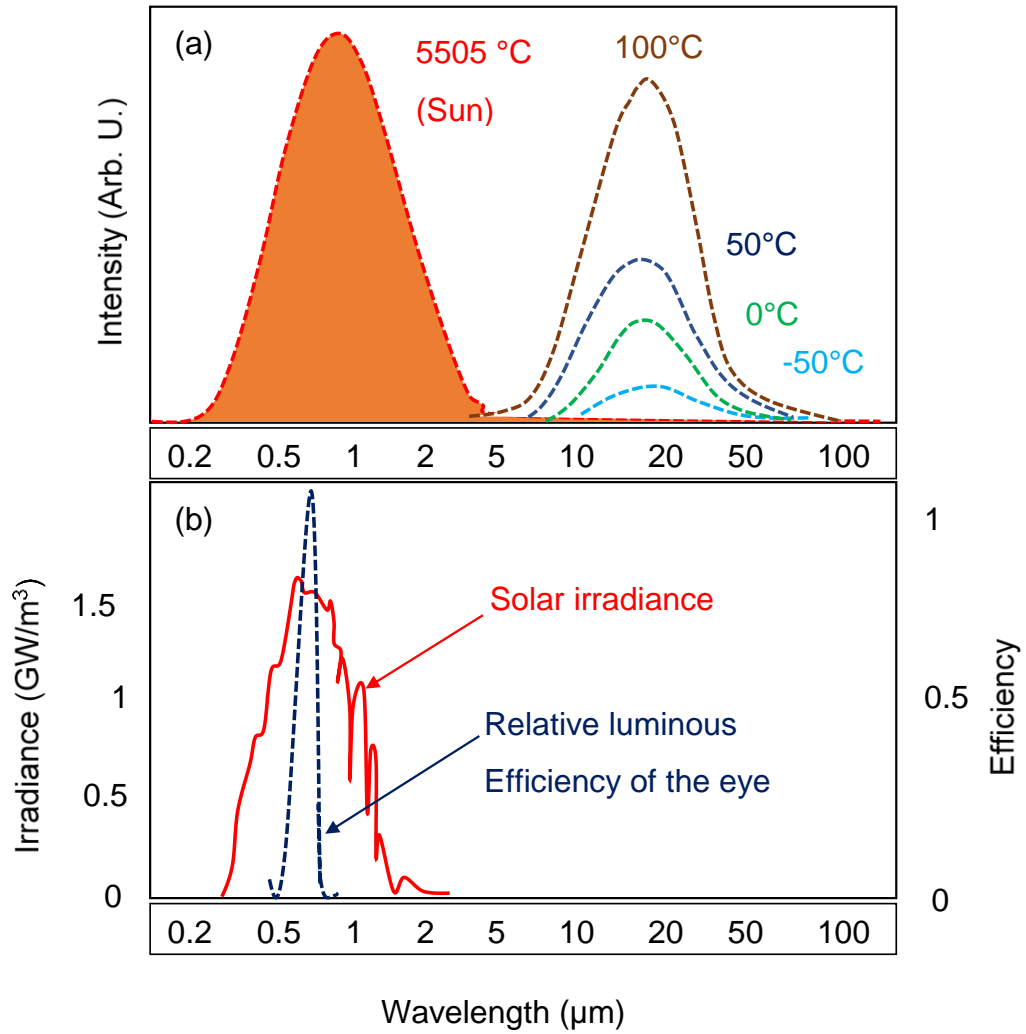 (a)
5505 °C
(Sun)
100°C
50°C
0°C
-50°C
Intensity (Arb. U.)
0.2 0.5 1 2 5 10 20 50 100
(b)
1
1.5
Solar irradiance
1
0.5
Relative luminous
Efficiency of the eye
0.5
0
0
Irradiance (GW/m³)
Efficiency
0.2 0.5 1 2 5 10 20 50 100
Wavelength (µm)